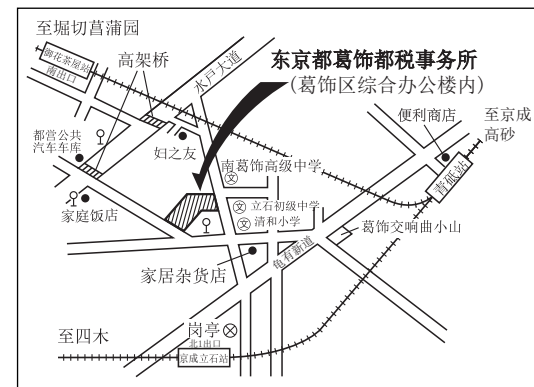 至堀切菖蒲园
御花茶屋站
南出口
高架桥
水户大道
东京都葛饰都税事务所
(葛饰区综合办公楼内)
便利商店
至京成
高砂
都营公共
汽车车库
妇之友
南葛饰高级中学
文
青砥站
家庭饭店
文 立石初级中学
文 清和小学
葛饰交响曲小山
龟有新道
家居杂货店
至四木
岗亭
北1出口
京成立石站